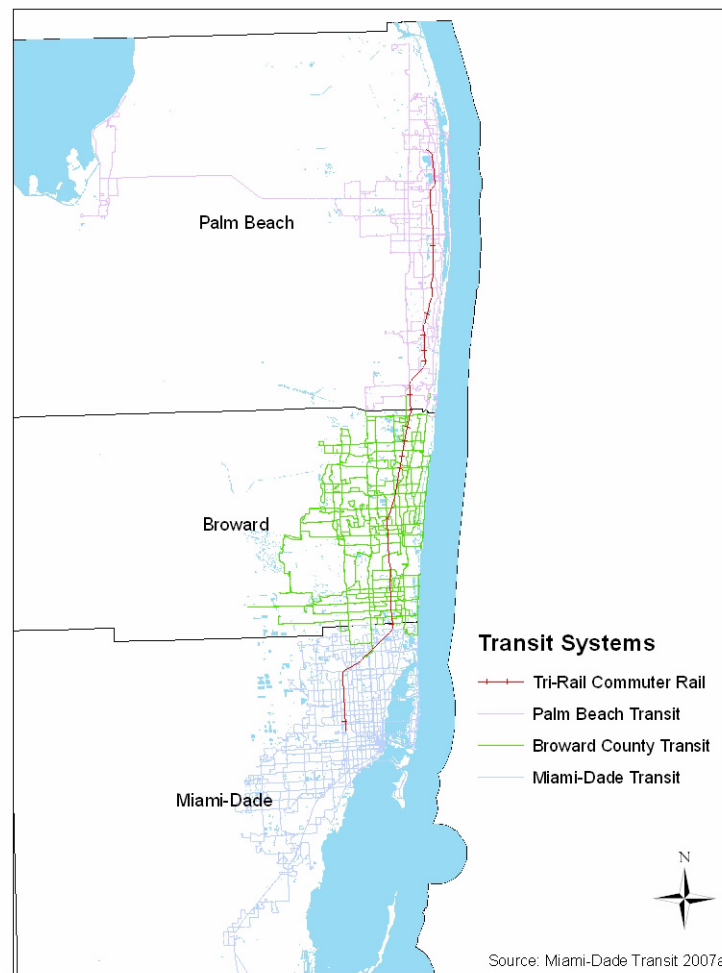 Palm Beach
Broward
Miami-Dade
Transit Systems
Tri-Rail Commuter Rail
Palm Beach Transit
Broward County Transit
Miami-Dade Transit
N
Source: Miami-Dade Transit 2007a